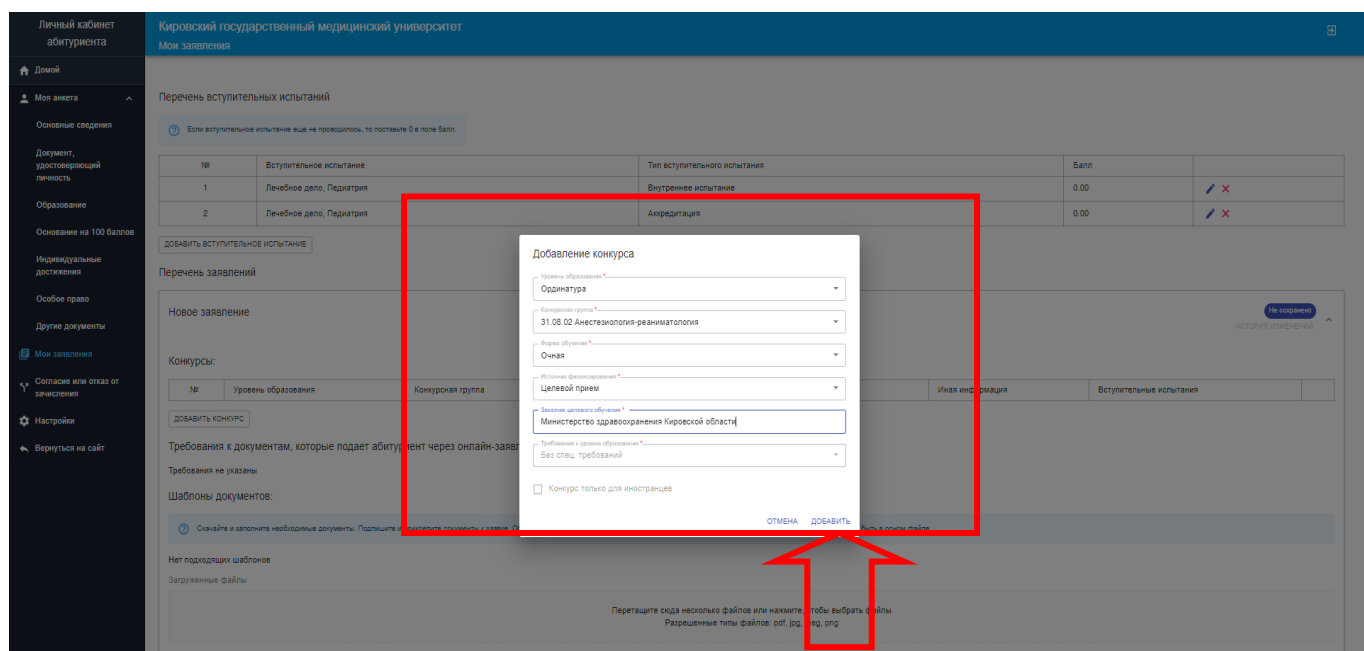 Личный кабинет
абитуриента
Кировский государственный медицинский университет
Мои заявления
Домой
Моя анкета
Основные сведения
Документ,
удостоверяющий
личность
Образование
Основание на 100 баллов
Индивидуальные
достижения
Особое право
Другие документы
Мои заявления
Согласие или отказ от
зачисления
Настройки
Вернуться на сайт
Перечень вступительных испытаний
Если вступительное испытание еще не проводилось, то поставьте 0 в поле Балл.
№ Вступительное испытание Тип вступительного испытания Балл
1 Лечебное дело, Педиатрия Внутреннее испытание 0.00
2 Лечебное дело, Педиатрия Аккредитация 0.00
ДОБАВИТЬ ВСТУПИТЕЛЬНОЕ ИСПЫТАНИЕ
Перечень заявлений
Новое заявление
Не сохранено
ИСТОРИЯ ИЗМЕНЕНИЙ
Конкурсы:
№ Уровень образования Конкурсная группа Иная информация Вступительные испытания
ДОБАВИТЬ КОНКУРС
Требования к документам, которые подает абитуриент через онлайн-заявл
Требования не указаны
Шаблоны документов:
Скачайте и заполните необходимые документы. Подпишите и прикрепите документы к заявке.
быть в одном файле
Нет подходящих шаблонов
Загруженные файлы
Перетащите сюда несколько файлов или нажмите, чтобы выбрать файлы
Разрешенные типы файлов: pdf, jpg, jpeg, png
Добавление конкурса
Уровень образования *
Ординатура
Конкурсная группа *
31.08.02 Анестезиология-реаниматология
Форма обучения *
Очная
Источник финансирования *
Целевой прием
Заказчик целевого обучения *
Министерство здравоохранения Кировской области
Требование к уровню образования *
Без спец. требований
Конкурс только для иностранцев
ОТМЕНА ДОБАВИТЬ